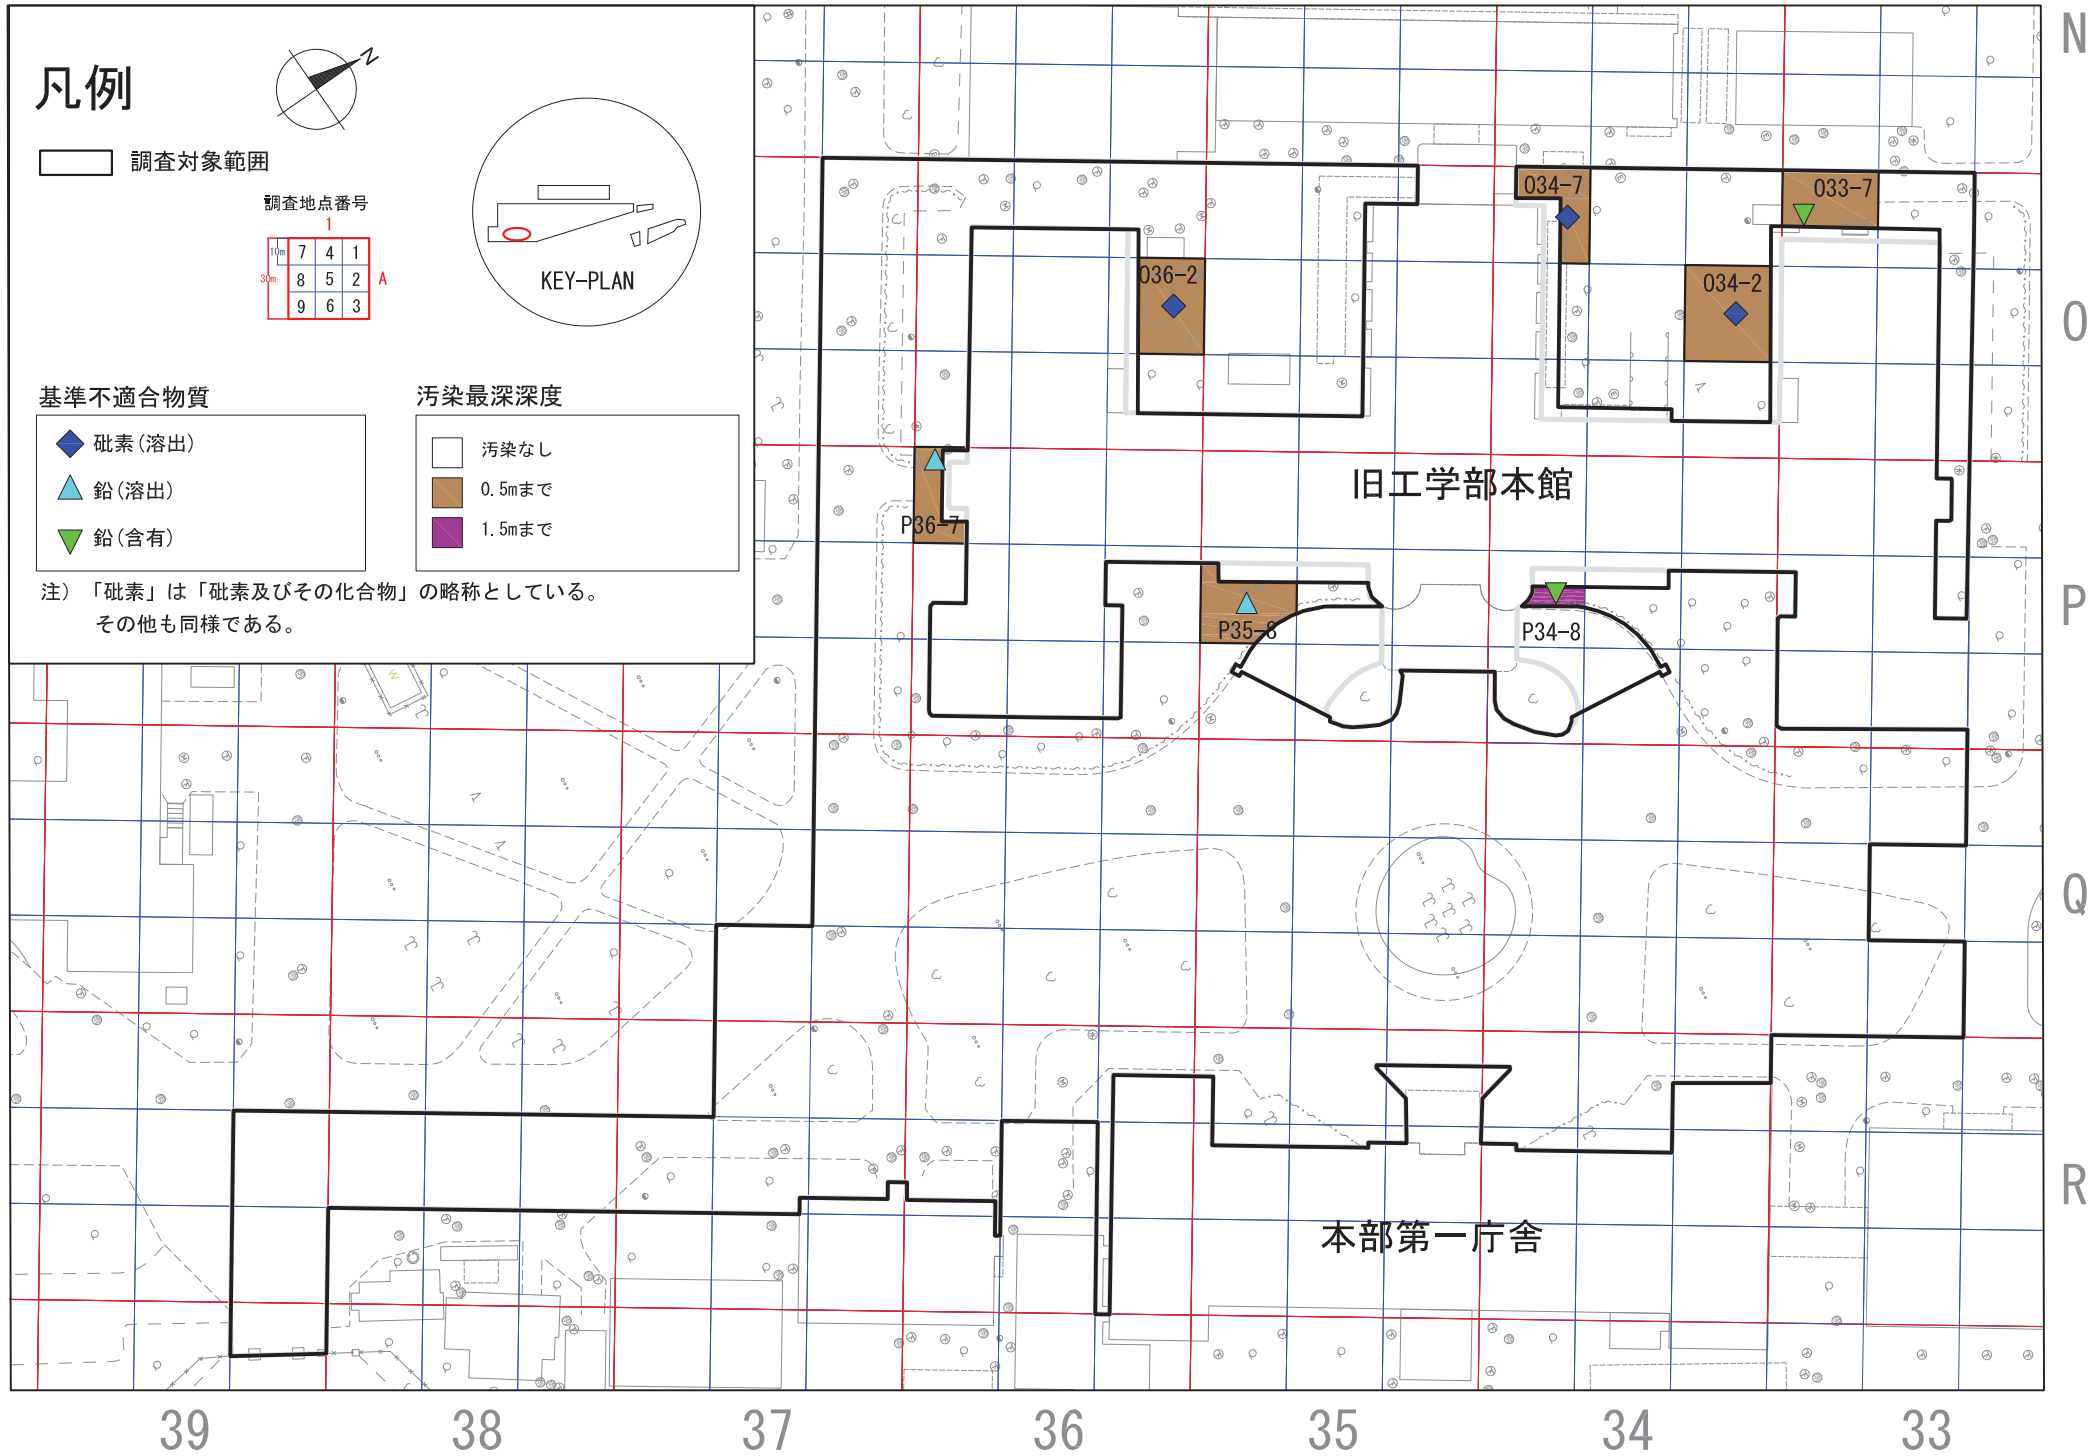 凡例
N
調査対象範囲
調査地点番号
1
10m
30m
7 4 1
8 5 2
9 6 3
A
KEY-PLAN
基準不適合物質
砒素(溶出)
鉛(溶出)
鉛(含有)
汚染最深深度
汚染なし
0.5mまで
1.5mまで
注) 「砒素」は「砒素及びその化合物」の略称としている。
その他も同様である。
O34-7
O33-7
O36-2
O34-2
旧工学部本館
P36-7
P35-8
P34-8
本部第一庁舎
N
O
P
Q
R
39 38 37 36 35 34 33